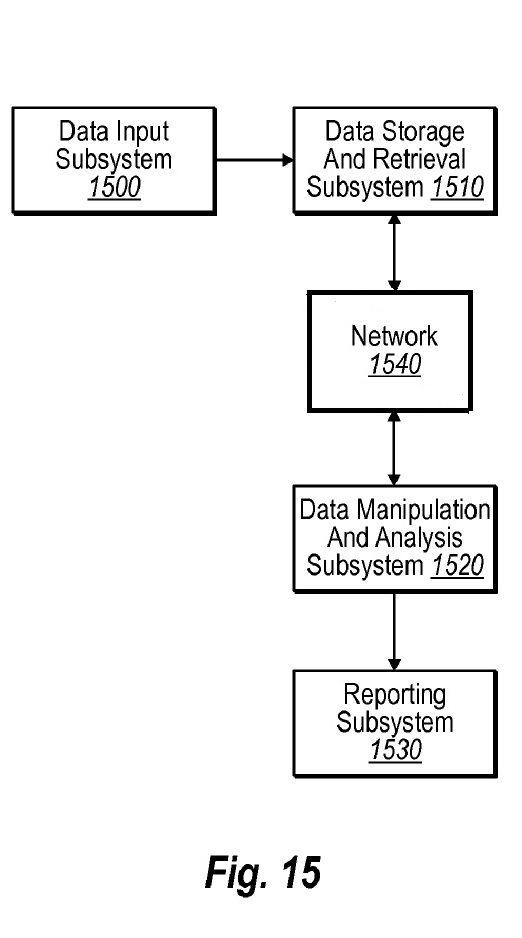 Data Input
Subsystem
1500
Data Storage
And Retrieval
Subsystem 1510
Network
1540
Data Manipulation
And Analysis
Subsystem 1520
Reporting
Subsystem
1530
Fig. 15